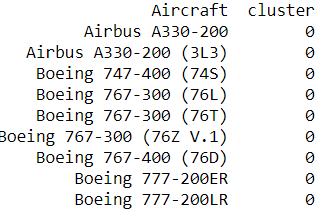 Aircraft cluster
Airbus A330-200 0
Airbus A330-200 (3L3) 0
Boeing 747-400 (74S) 0
Boeing 767-300 (76L) 0
Boeing 767-300 (76T) 0
Boeing 767-300 (76Z V.1) 0
Boeing 767-400 (76D) 0
Boeing 777-200ER 0
Boeing 777-200LR 0